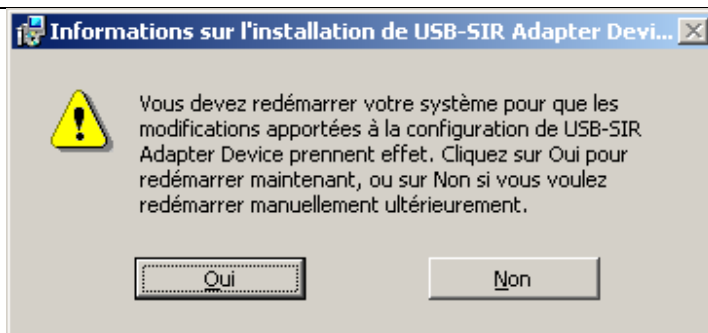 Informations sur l'installation de USB-SIR Adapter Devi...
Vous devez redémarrer votre système pour que les
modifications apportées à la configuration de USB-SIR
Adapter Device prennent effet. Cliquez sur Oui pour
redémarrer maintenant, ou sur Non si vous voulez
redémarrer manuellement ultérieurement.
Oui
Non